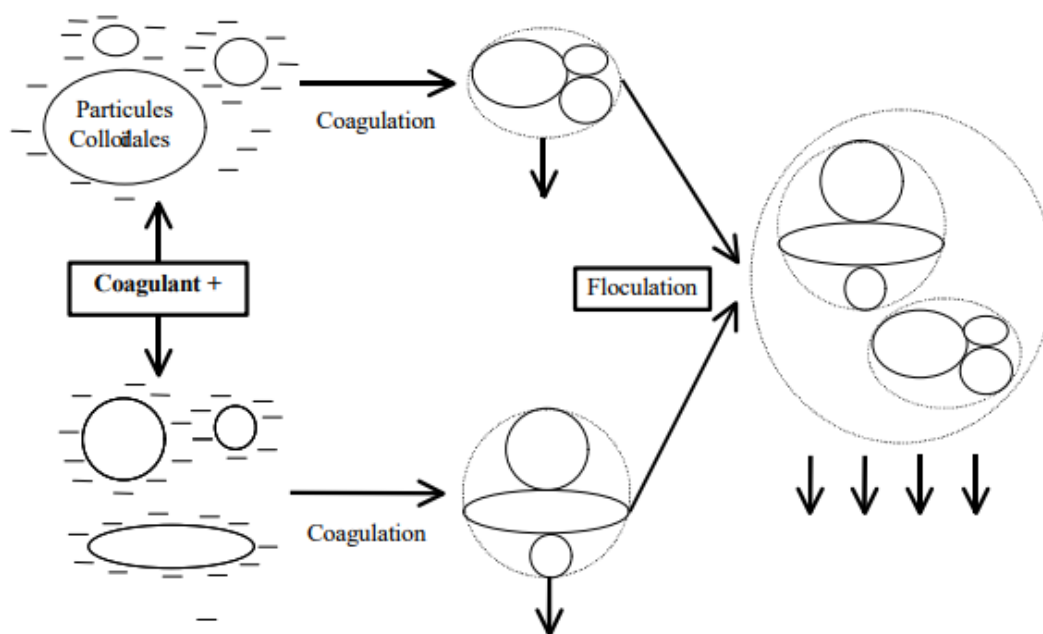 Particules
Colloïdales
Coagulation
Coagulant +
Floculation
Coagulation